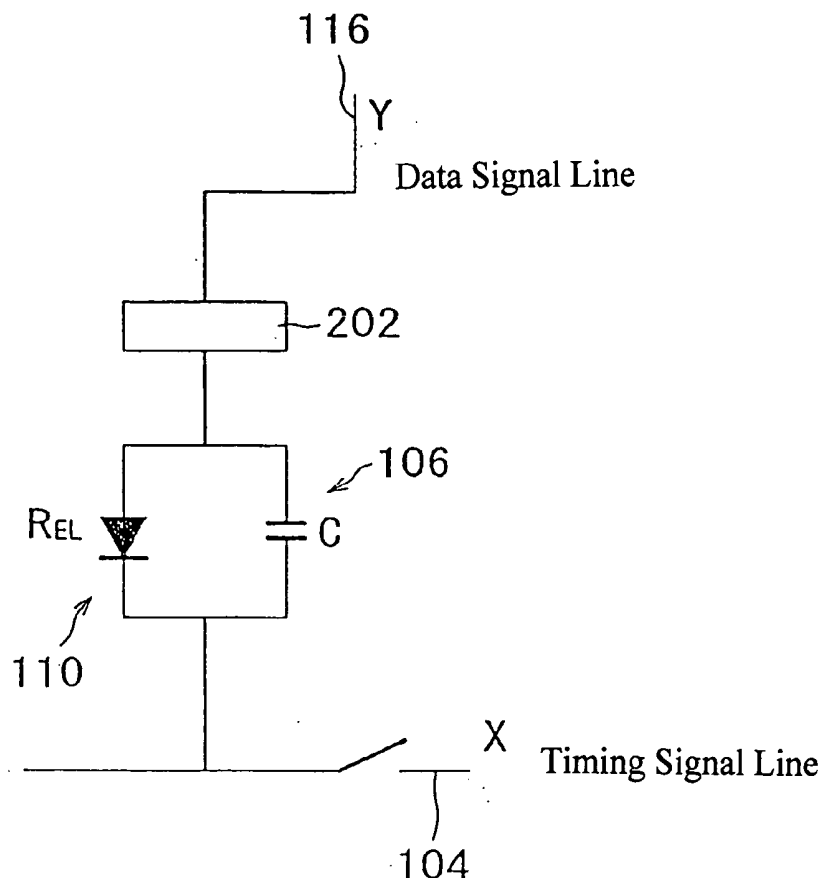 116
Y
Data Signal Line
202
106
REL
C
110
X
Timing Signal Line
104